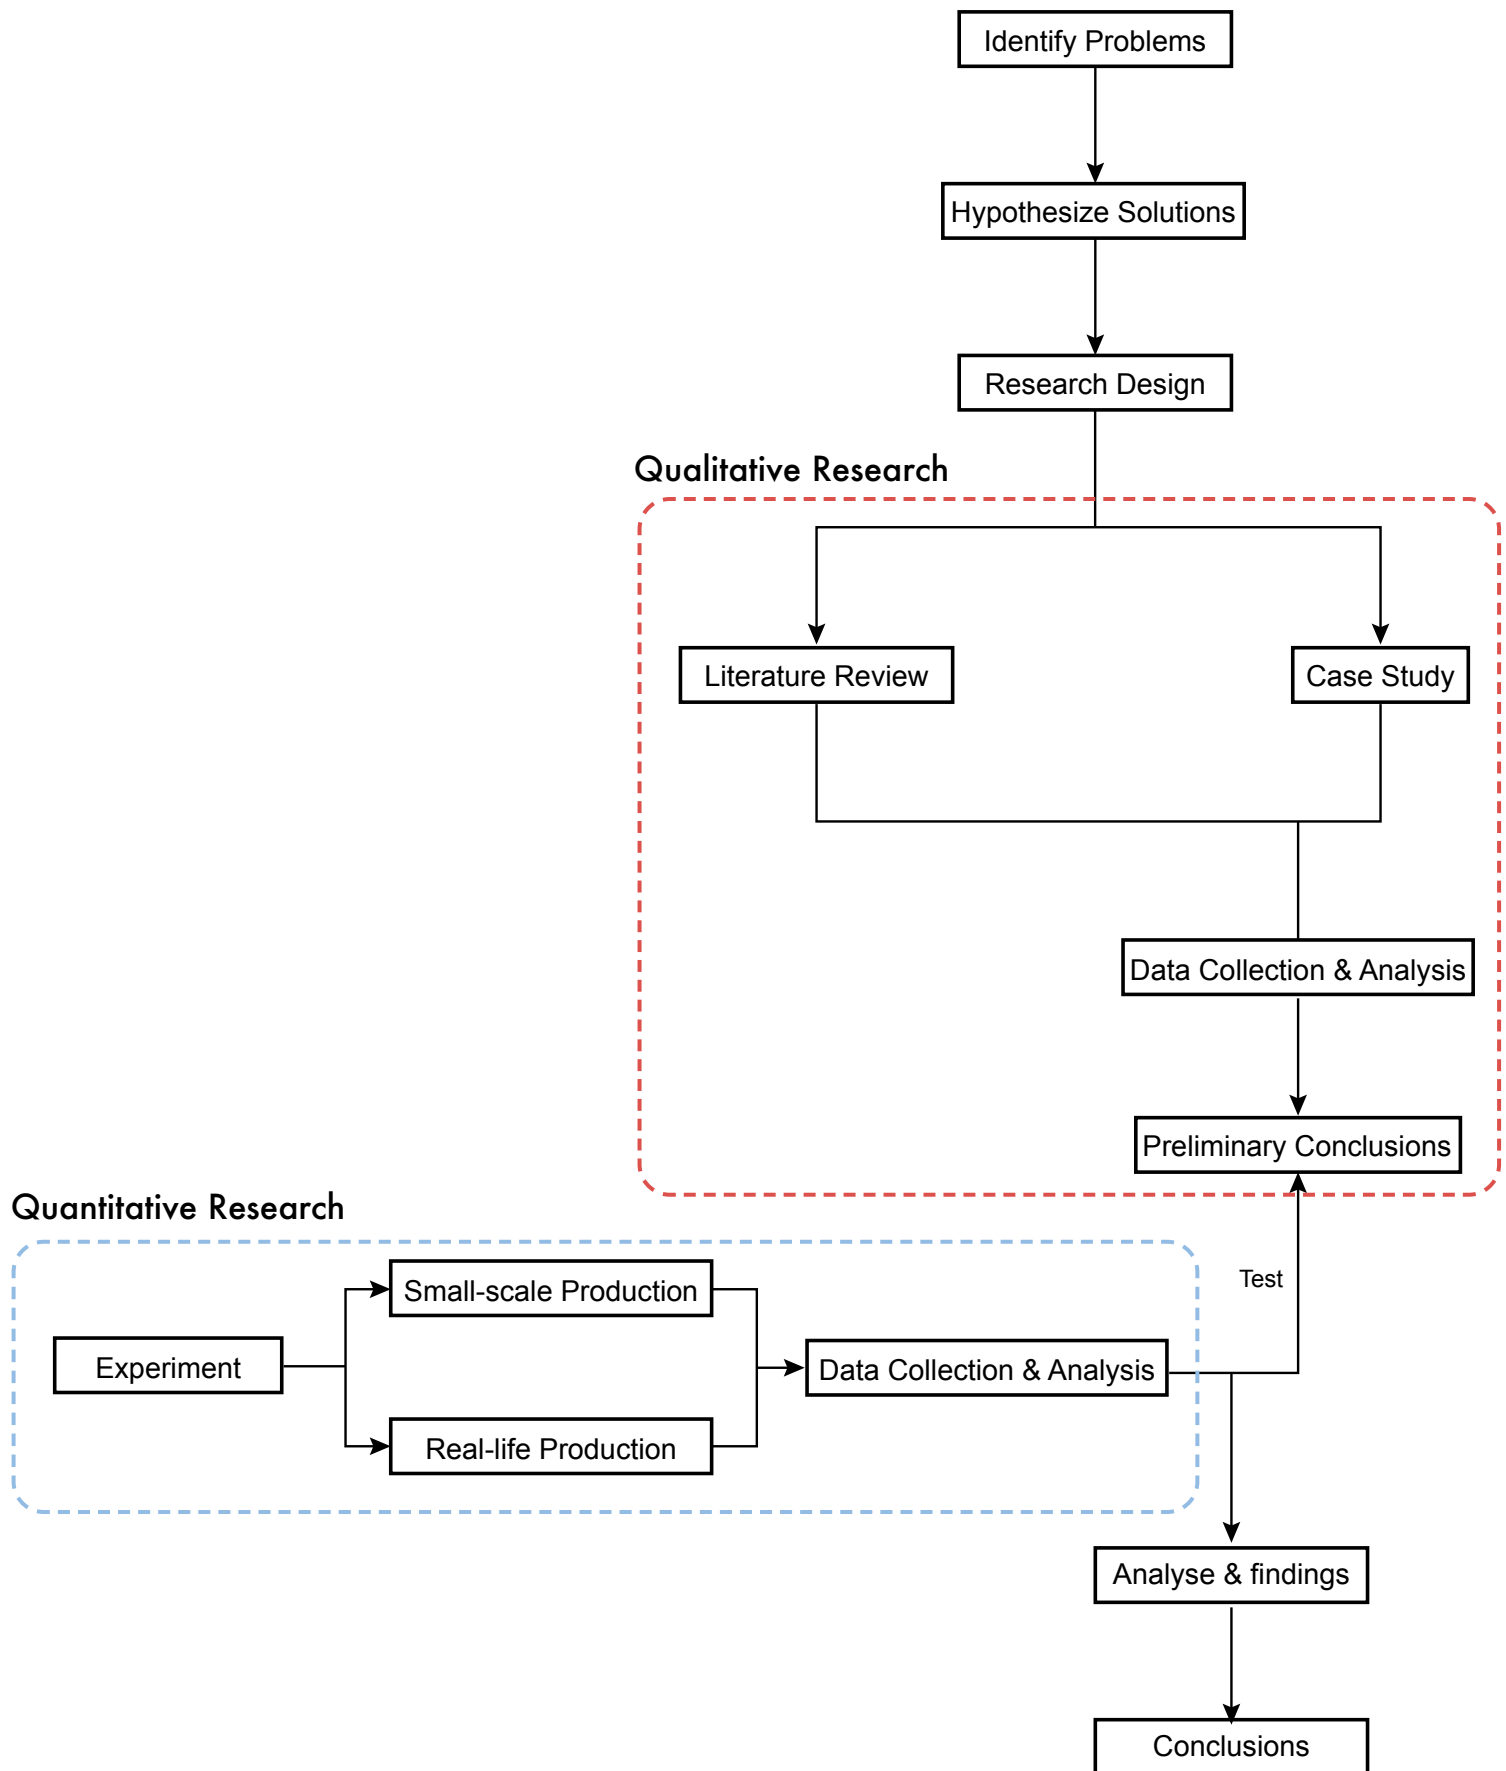 Identify Problems
Hypothesize Solutions
Research Design
Qualitative Research
Literature Review
Case Study
Data Collection & Analysis
Preliminary Conclusions
Quantitative Research
Test
Small-scale Production
Experiment
Data Collection & Analysis
Real-life Production
Analyse & findings
Conclusions